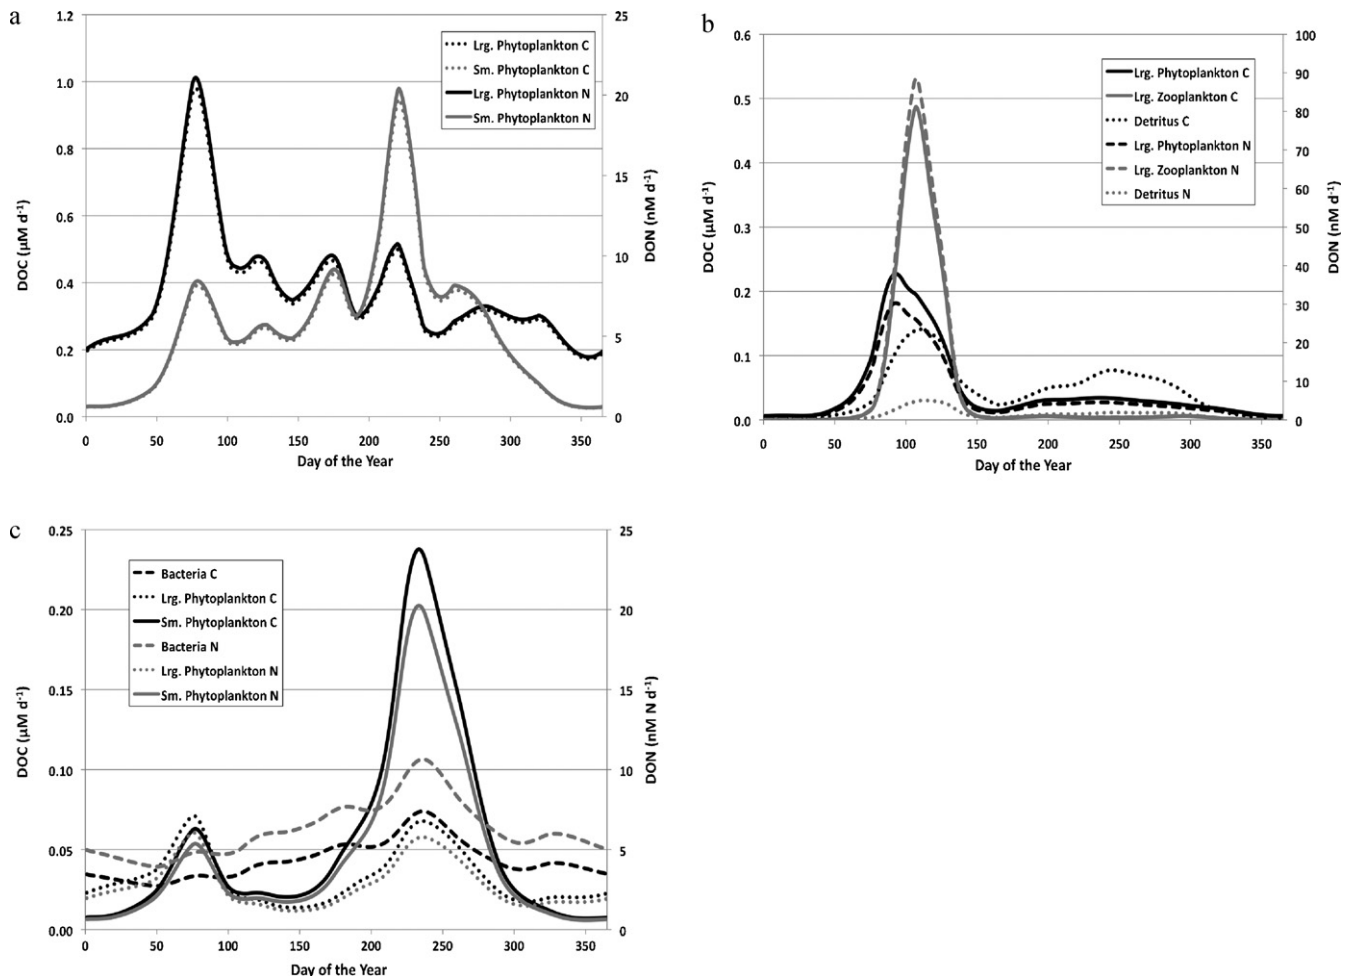 a
1.2
1.0
0.8
0.6
0.4
0.2
0.0
DOC (µM d-1)
25
20
15
10
5
0
DON (nM d-1)
Lrg. Phytoplankton C
Sm. Phytoplankton C
Lrg. Phytoplankton N
Sm. Phytoplankton N
0 50 100 150 200 250 300 350
Day of the Year
b
0.6
0.5
0.4
0.3
0.2
0.1
0.0
DOC (µM d-1)
100
90
80
70
60
50
40
30
20
10
0
DON (nM d-1)
Lrg. Phytoplankton C
Lrg. Zooplankton C
Detritus C
Lrg. Phytoplankton N
Lrg. Zooplankton N
Detritus N
0 50 100 150 200 250 300 350
Day of the Year
c
0.25
0.20
0.15
0.10
0.05
0.00
DOC (µM d-1)
25
20
15
10
5
0
DON (nM N d-1)
Bacteria C
Lrg. Phytoplankton C
Sm. Phytoplankton C
Bacteria N
Lrg. Phytoplankton N
Sm. Phytoplankton N
0 50 100 150 200 250 300 350
Day of the Year